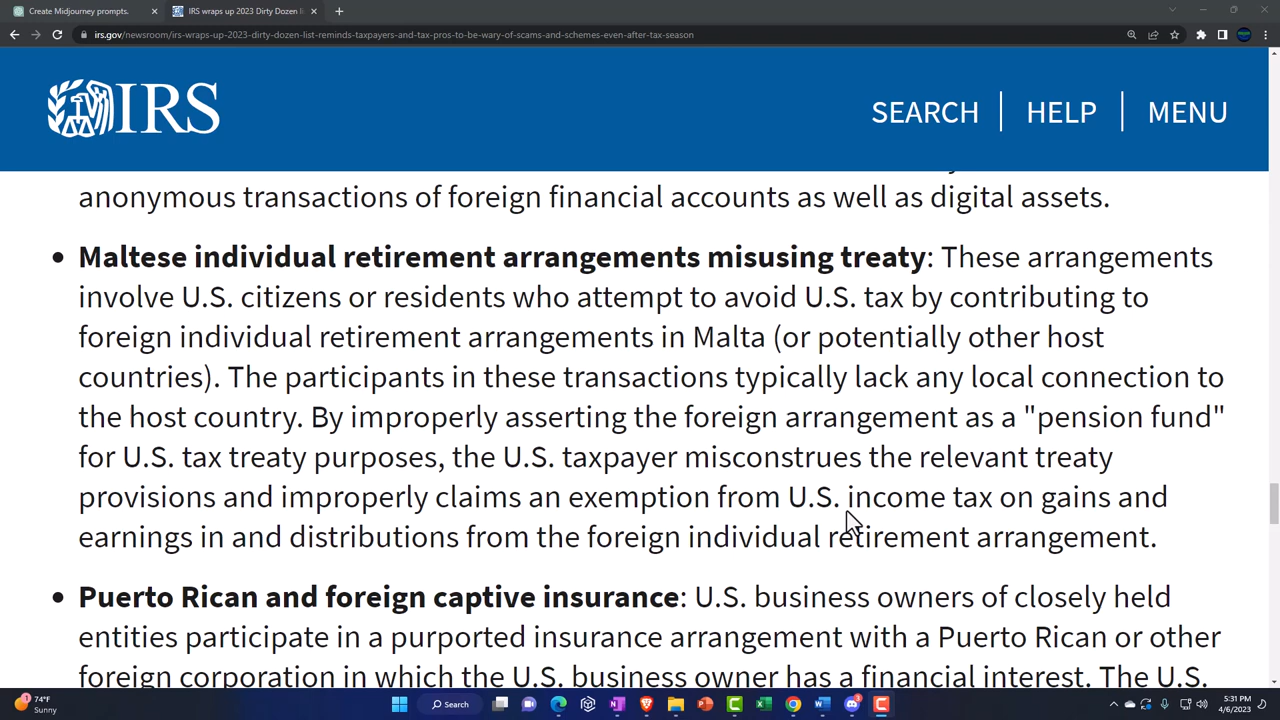 Create Midjourney prompts.
IRS wraps up 2023 Dirty Dozen li
irs.gov/newsroom/irs-wraps-up-2023-dirty-dozen-list-reminds-taxpayers-and-tax-pros-to-be-wary-of-scams-and-schemes-even-after-tax-season
IRS
SEARCH
HELP
MENU
anonymous transactions of foreign financial accounts as well as digital assets.
• Maltese individual retirement arrangements misusing treaty: These arrangements
involve U.S. citizens or residents who attempt to avoid U.S. tax by contributing to
foreign individual retirement arrangements in Malta (or potentially other host
countries). The participants in these transactions typically lack any local connection to
the host country. By improperly asserting the foreign arrangement as a "pension fund"
for U.S. tax treaty purposes, the U.S. taxpayer misconstrues the relevant treaty
provisions and improperly claims an exemption from U.S. income tax on gains and
earnings in and distributions from the foreign individual retirement arrangement.
• Puerto Rican and foreign captive insurance: U.S. business owners of closely held
entities participate in a purported insurance arrangement with a Puerto Rican or other
foreign corporation in which the U.S. business owner has a financial interest. The U.S.
74°F
Sunny
Search
5:31 PM
4/6/2023